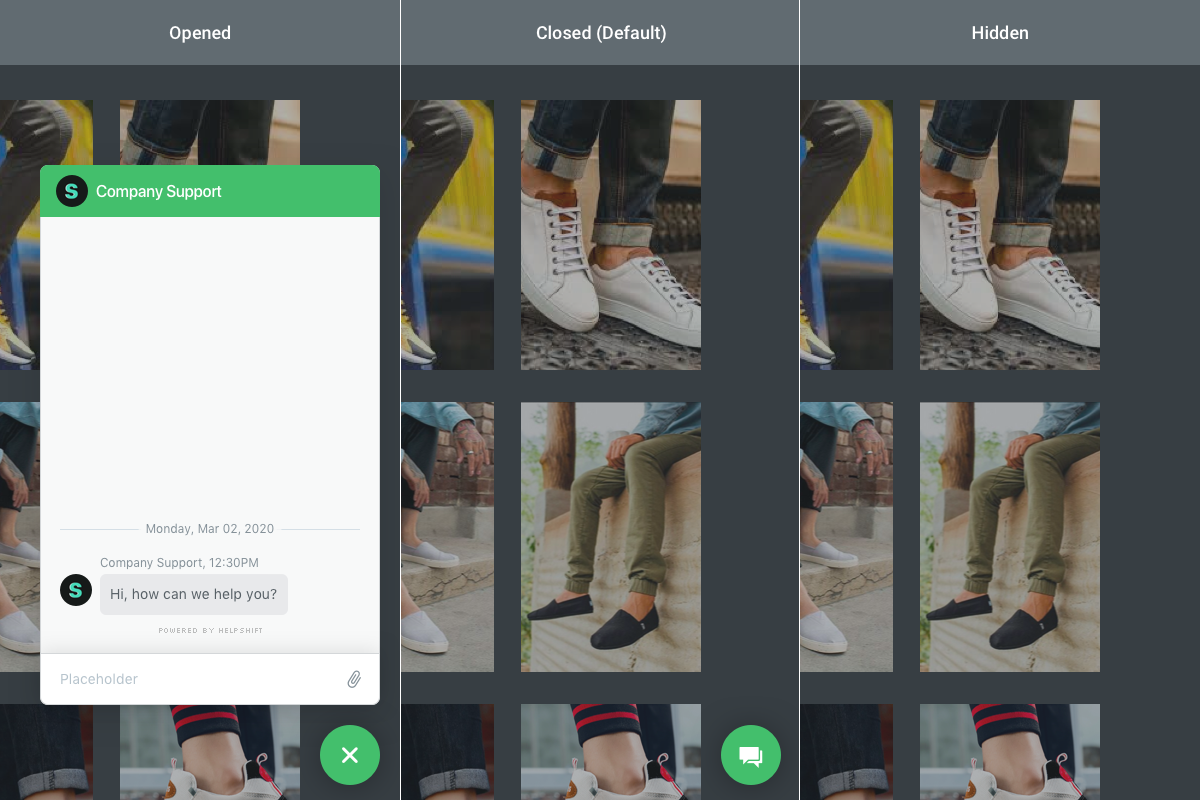 Opened
Closed (Default)
Hidden
S Company Support
Monday, Mar 02, 2020
Company Support, 12:30PM
S Hi, how can we help you?
POWERED BY HELPSHIFT
Placeholder